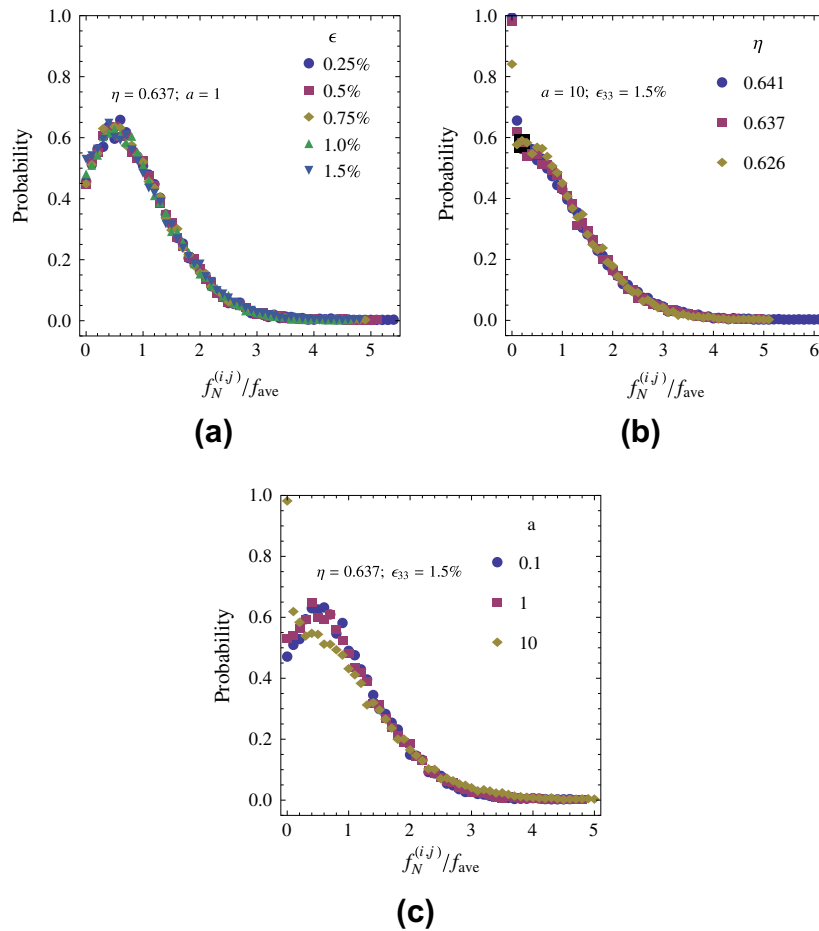 ϵ
0.25%
η = 0.637; a = 1
0.5%
0.75%
1.0%
1.5%
Probability
1.0
0.8
0.6
0.4
0.2
0.0
0 1 2 3 4 5
f_N^(i,j)/f_ave
(a)
η
0.641
a = 10; ϵ33 = 1.5%
0.637
0.626
Probability
1.0
0.8
0.6
0.4
0.2
0.0
0 1 2 3 4 5 6
f_N^(i,j)/f_ave
(b)
a
0.1
η = 0.637; ϵ33 = 1.5%
1
10
Probability
1.0
0.8
0.6
0.4
0.2
0.0
0 1 2 3 4 5
f_N^(i,j)/f_ave
(c)